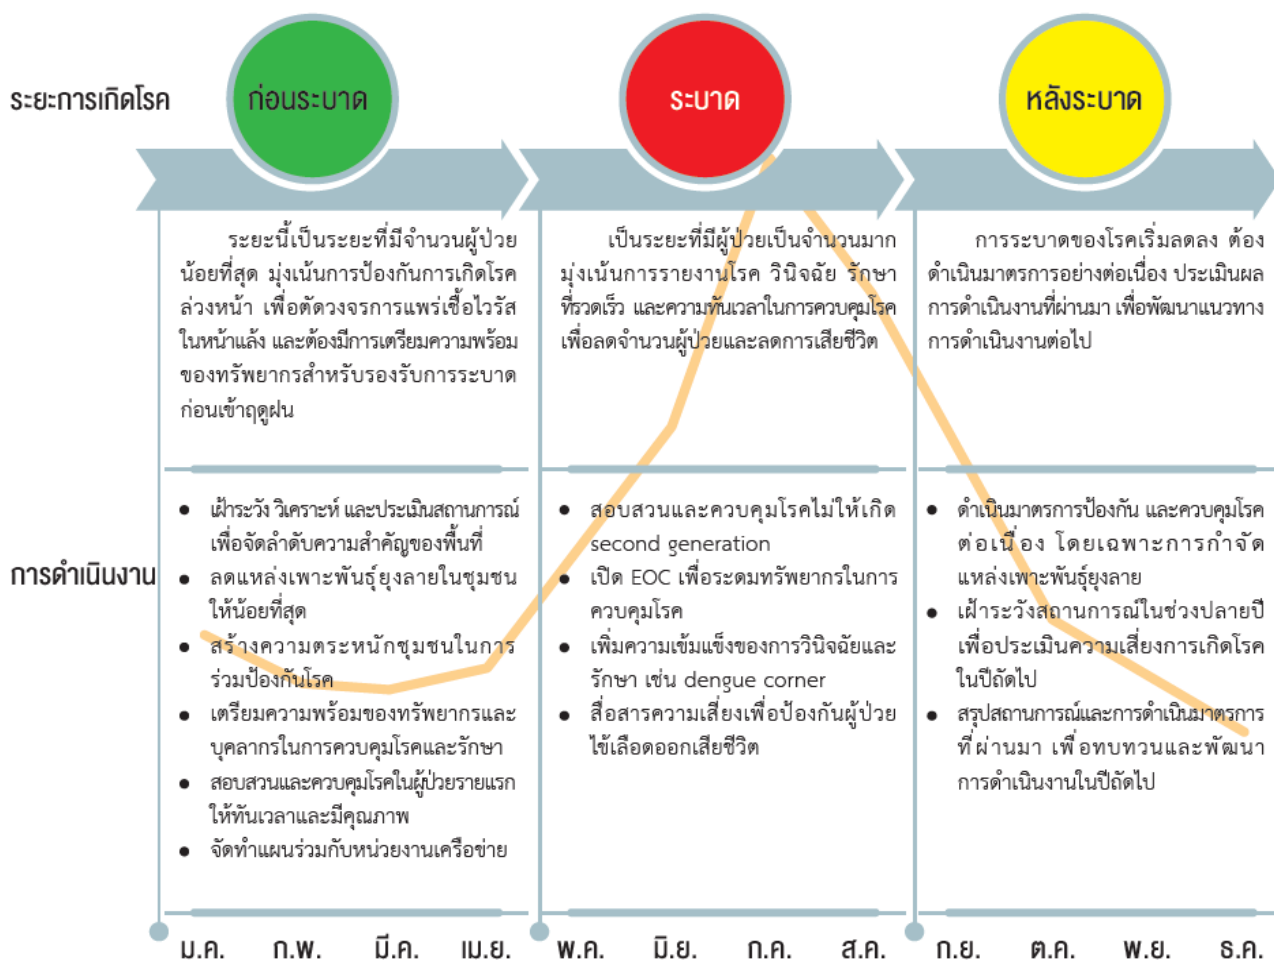 ระยะการเกิดโรค
ก่อนระบาด
ระบาด
หลังระบาด
ระยะนี้เป็นระยะที่มีจำนวนผู้ป่วย
น้อยที่สุด มุ่งเน้นการป้องกันการเกิดโรค
ล่วงหน้า เพื่อตัดวงจรการแพร่เชื้อไวรัส
ในหน้าแล้ง และต้องมีการเตรียมความพร้อม
ของทรัพยากรสำหรับรองรับการระบาด
ก่อนเข้าฤดูฝน
เป็นระยะที่มีผู้ป่วยเป็นจำนวนมาก
มุ่งเน้นการรายงานโรค วินิจฉัย รักษา
ที่รวดเร็ว และความทันเวลาในการควบคุมโรค
เพื่อลดจำนวนผู้ป่วยและลดการเสียชีวิต
การระบาดของโรคเริ่มลดลง ต้อง
ดำเนินมาตรการอย่างต่อเนื่อง ประเมินผล
การดำเนินงานที่ผ่านมา เพื่อพัฒนาแนวทาง
การดำเนินงานต่อไป
การดำเนินงาน
• เฝ้าระวัง วิเคราะห์ และประเมินสถานการณ์
เพื่อจัดลำดับความสำคัญของพื้นที่
• ลดแหล่งเพาะพันธุ์ยุงลายในชุมชน
ให้น้อยที่สุด
• สร้างความตระหนักชุมชนในการ
ร่วมป้องกันโรค
• เตรียมความพร้อมของทรัพยากรและ
บุคลากรในการควบคุมโรคและรักษา
• สอบสวนและควบคุมโรคในผู้ป่วยรายแรก
ให้ทันเวลาและมีคุณภาพ
• จัดทำแผนร่วมกับหน่วยงานเครือข่าย
• สอบสวนและควบคุมโรคไม่ให้เกิด
second generation
• เปิด EOC เพื่อระดมทรัพยากรในการ
ควบคุมโรค
• เพิ่มความเข้มแข็งของการวินิจฉัยและ
รักษา เช่น dengue corner
• สื่อสารความเสี่ยงเพื่อป้องกันผู้ป่วย
ไข้เลือดออกเสียชีวิต
• ดำเนินมาตรการป้องกัน และควบคุมโรค
ต่อเนื่อง โดยเฉพาะการกำจัด
แหล่งเพาะพันธุ์ยุงลาย
• เฝ้าระวังสถานการณ์ในช่วงปลายปี
เพื่อประเมินความเสี่ยงการเกิดโรค
ในปีถัดไป
• สรุปสถานการณ์และการดำเนินมาตรการ
ที่ผ่านมา เพื่อทบทวนและพัฒนา
การดำเนินงานในปีถัดไป
ม.ค. ก.พ. มี.ค. เม.ย. พ.ค. มิ.ย. ก.ค. ส.ค. ก.ย. ต.ค. พ.ย. ธ.ค.